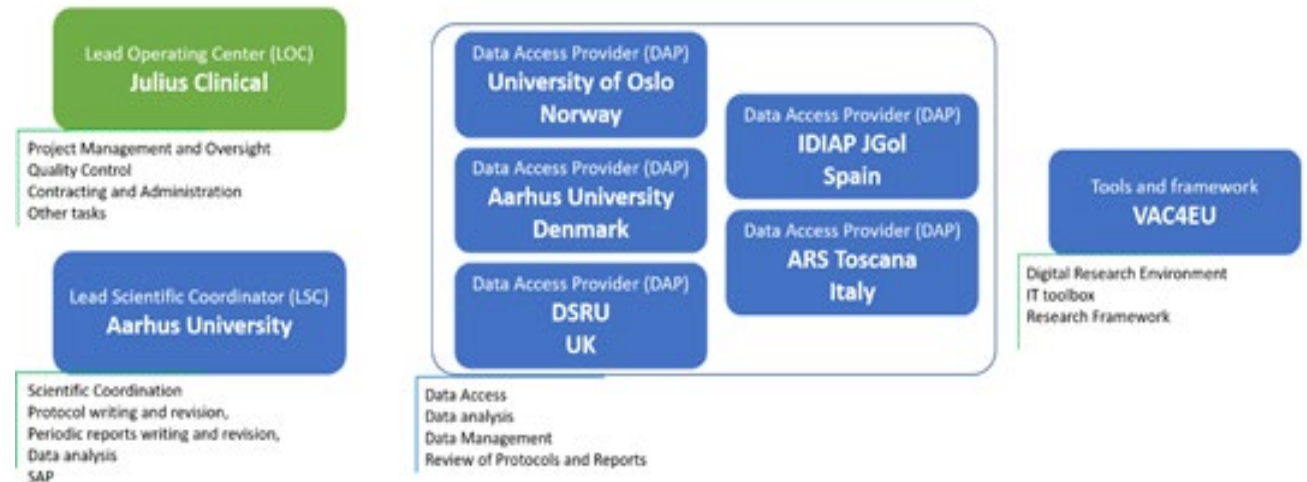 Lead Operating Center (LOC)
Julius Clinical
Project Management and Oversight
Quality Control
Contracting and Administration
Other tasks
Lead Scientific Coordinator (LSC)
Aarhus University
Scientific Coordination
Protocol writing and revision,
Periodic reports writing and revision,
Data analysis
SAP
Data Access Provider (DAP)
University of Oslo
Norway
Data Access Provider (DAP)
Aarhus University
Denmark
Data Access Provider (DAP)
DSRU
UK
Data Access Provider (DAP)
IDIAP JGol
Spain
Data Access Provider (DAP)
ARS Toscana
Italy
Data Access
Data analysis
Data Management
Review of Protocols and Reports
Tools and framework
VAC4EU
Digital Research Environment
IT toolbox
Research Framework